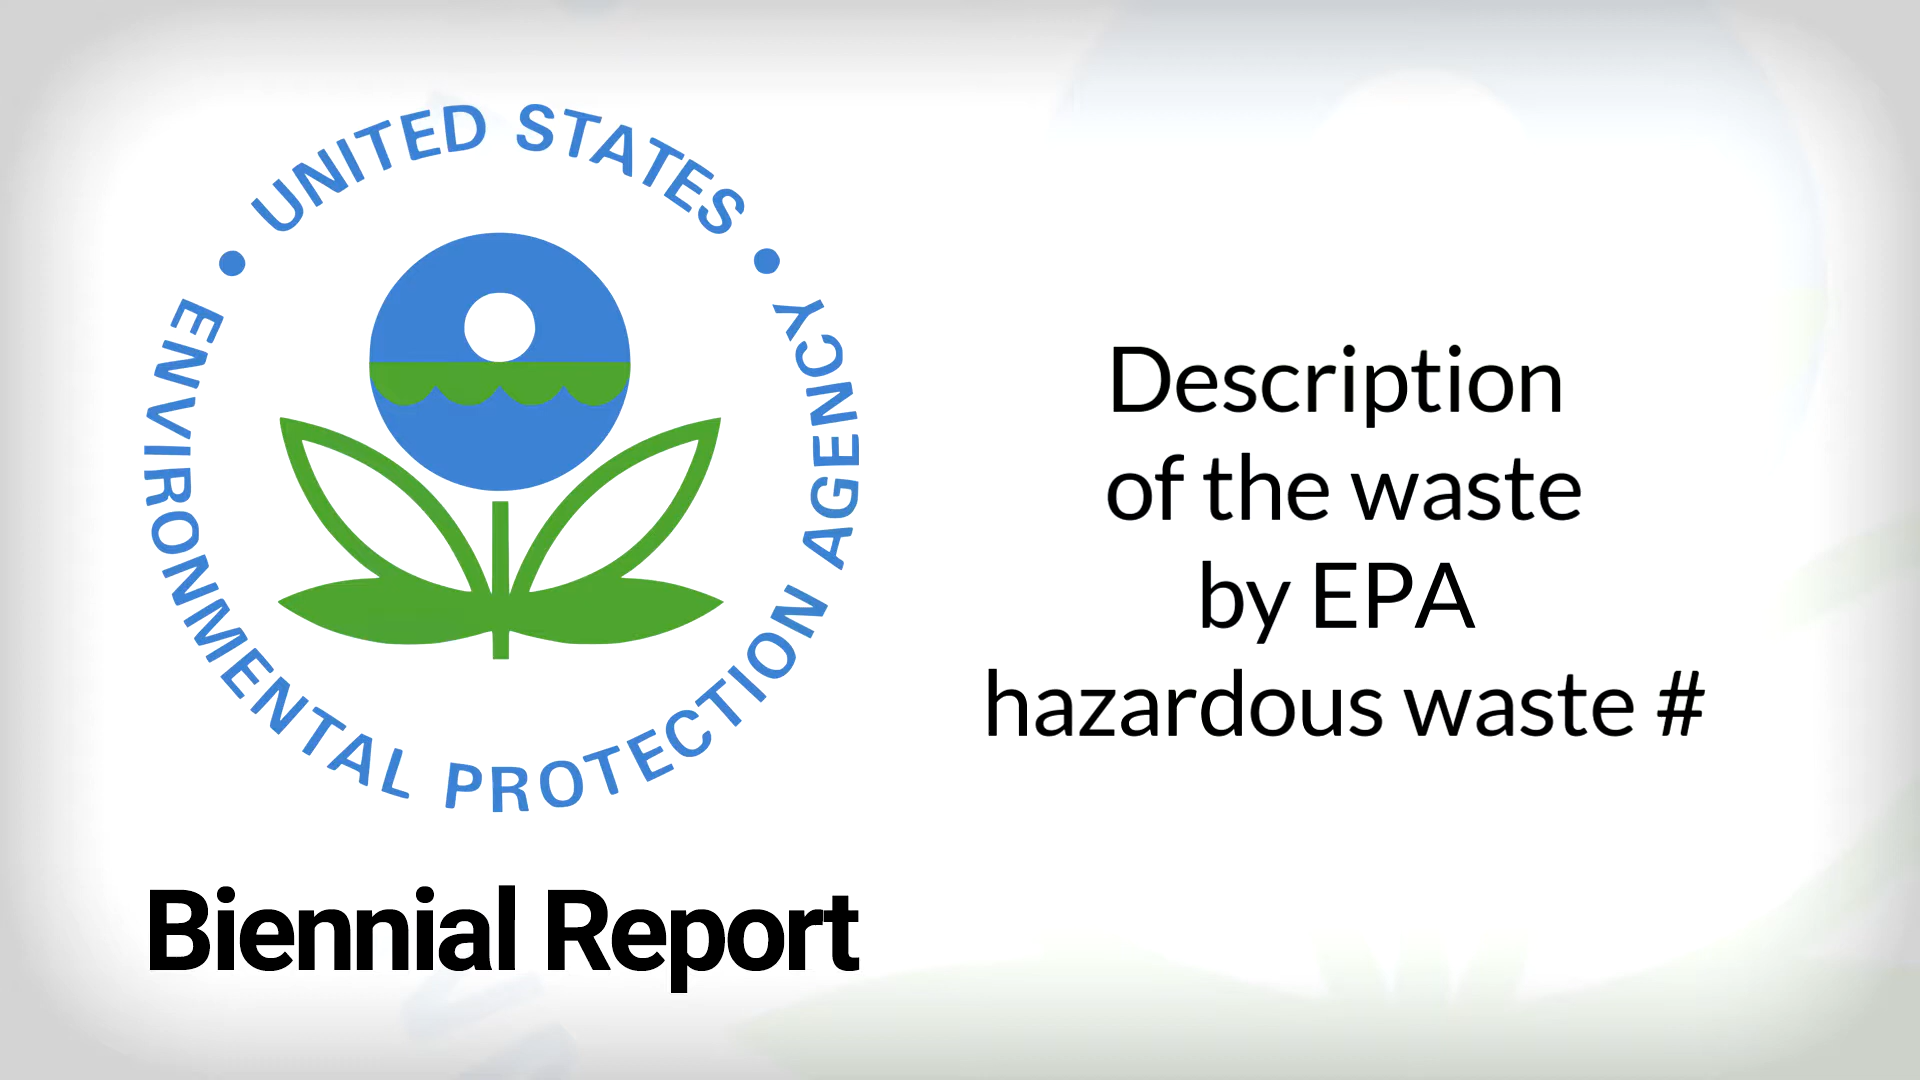 UNITED STATES • ENVIRONMENTAL PROTECTION AGENCY •
Biennial Report
Description
of the waste
by EPA
hazardous waste #